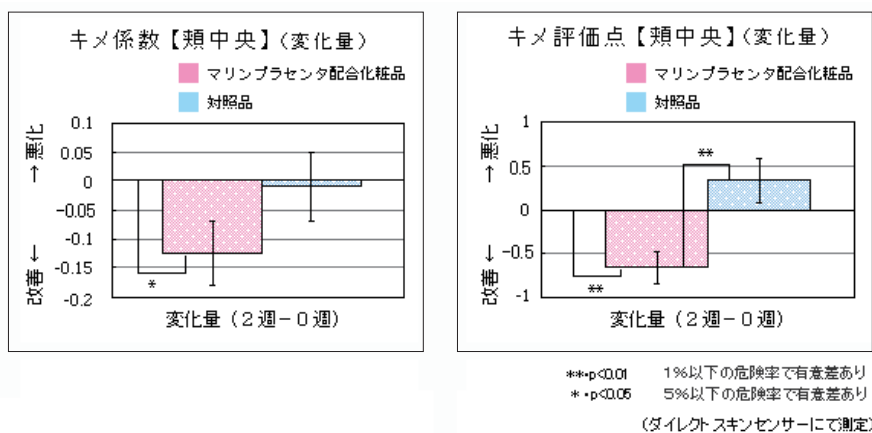 キメ係数【頬中央】(変化量)
マリンプラセンタ配合化粧品
対照品
→ 悪化
改善 ←
0.1
0.05
0
-0.05
-0.1
-0.15
-0.2
*
変化量(2週-0週)
キメ評価点【頬中央】(変化量)
マリンプラセンタ配合化粧品
対照品
→ 悪化
改善 ←
1
0.5
0
-0.5
-1
**
**
変化量(2週-0週)
**・p<0.01 1%以下の危険率で有意差あり
*・p<0.05 5%以下の危険率で有意差あり
(ダイレクトスキンセンサーにて測定)